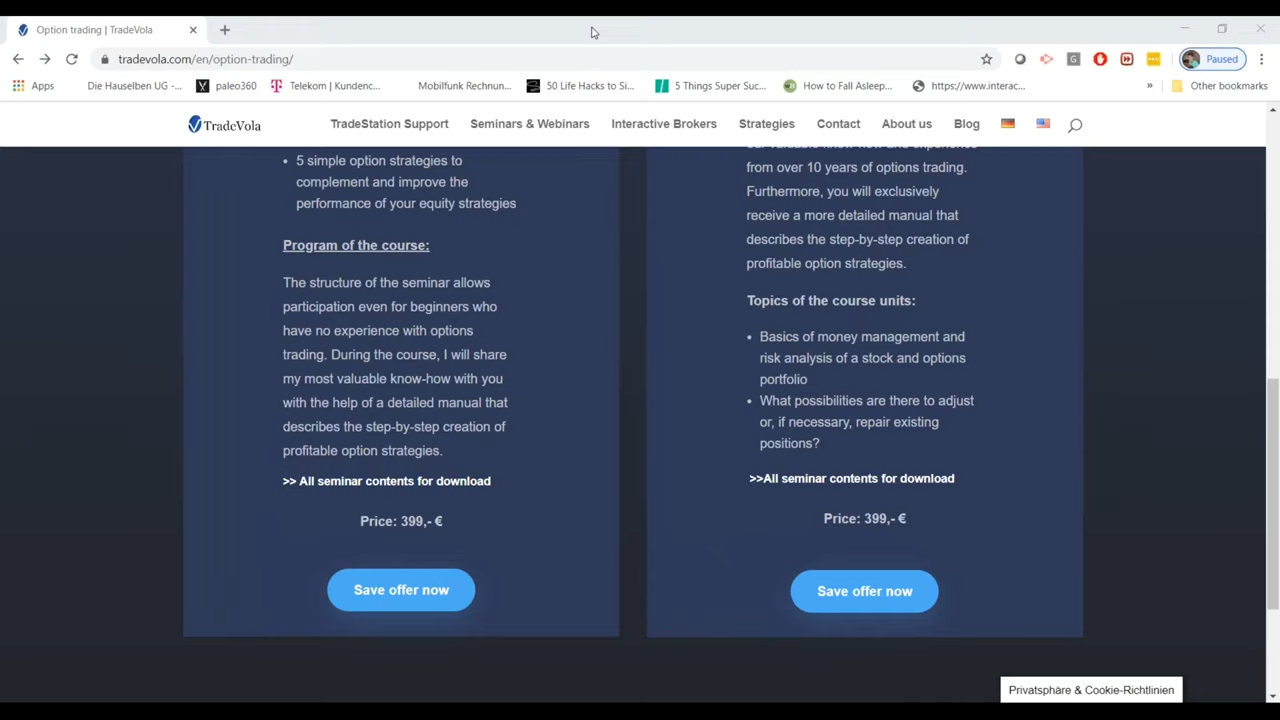 Option trading | TradeVola
tradevola.com/en/option-trading/
Paused
Apps
Die Hauselben UG -...
paleo360
Telekom | Kundenc...
Mobilfunk Rechnun...
50 Life Hacks to Si...
5 Things Super Suc...
How to Fall Asleep...
https://www.interac...
»
Other bookmarks
TradeVola
TradeStation Support
Seminars & Webinars
Interactive Brokers
Strategies
Contact
About us
Blog
• 5 simple option strategies to
complement and improve the
performance of your equity strategies
Program of the course:
The structure of the seminar allows
participation even for beginners who
have no experience with options
trading. During the course, I will share
my most valuable know-how with you
with the help of a detailed manual that
describes the step-by-step creation of
profitable option strategies.
>> All seminar contents for download
Price: 399,- €
Save offer now
from over 10 years of options trading.
Furthermore, you will exclusively
receive a more detailed manual that
describes the step-by-step creation of
profitable option strategies.
Topics of the course units:
• Basics of money management and
risk analysis of a stock and options
portfolio
• What possibilities are there to adjust
or, if necessary, repair existing
positions?
>>All seminar contents for download
Price: 399,- €
Save offer now
Privatsphäre & Cookie-Richtlinien